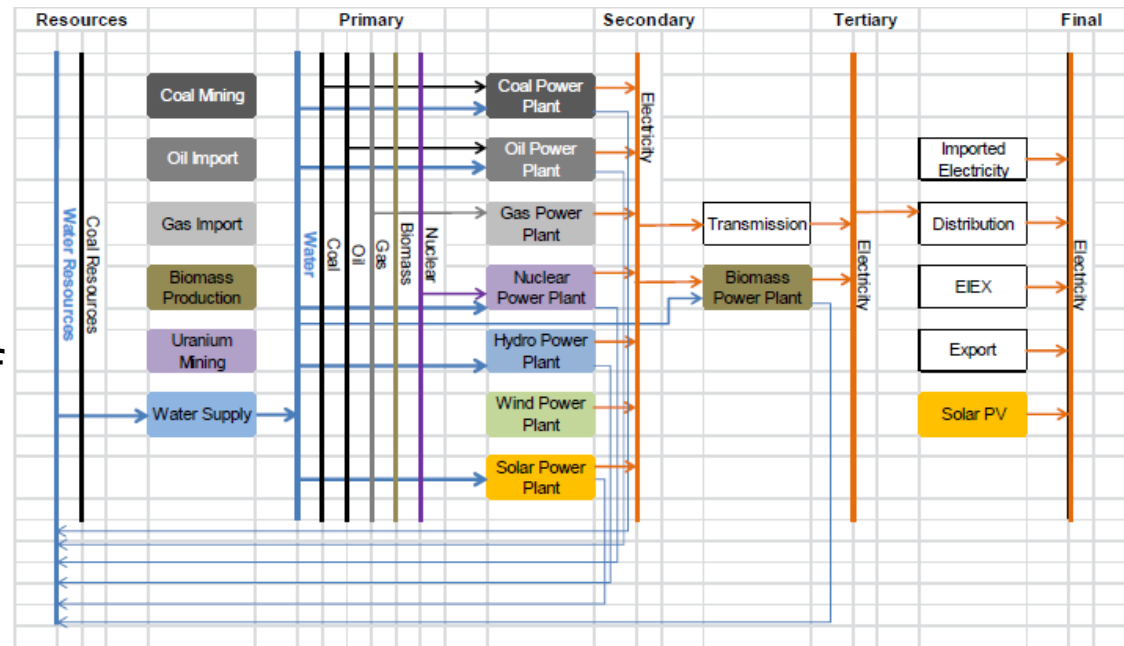 Resources
Primary
Secondary
Tertiary
Final
Coal Mining
Oil Import
Gas Import
Biomass
Production
Uranium
Mining
Water Supply
Water Resources
Coal Resources
Water
Coal
Oil
Gas
Biomass
Nuclear
Coal Power
Plant
Oil Power
Plant
Gas Power
Plant
Nuclear
Power Plant
Hydro Power
Plant
Wind Power
Plant
Solar Power
Plant
Electricity
Transmission
Biomass
Power Plant
Electricity
Imported
Electricity
Distribution
EIEX
Export
Solar PV
Electricity